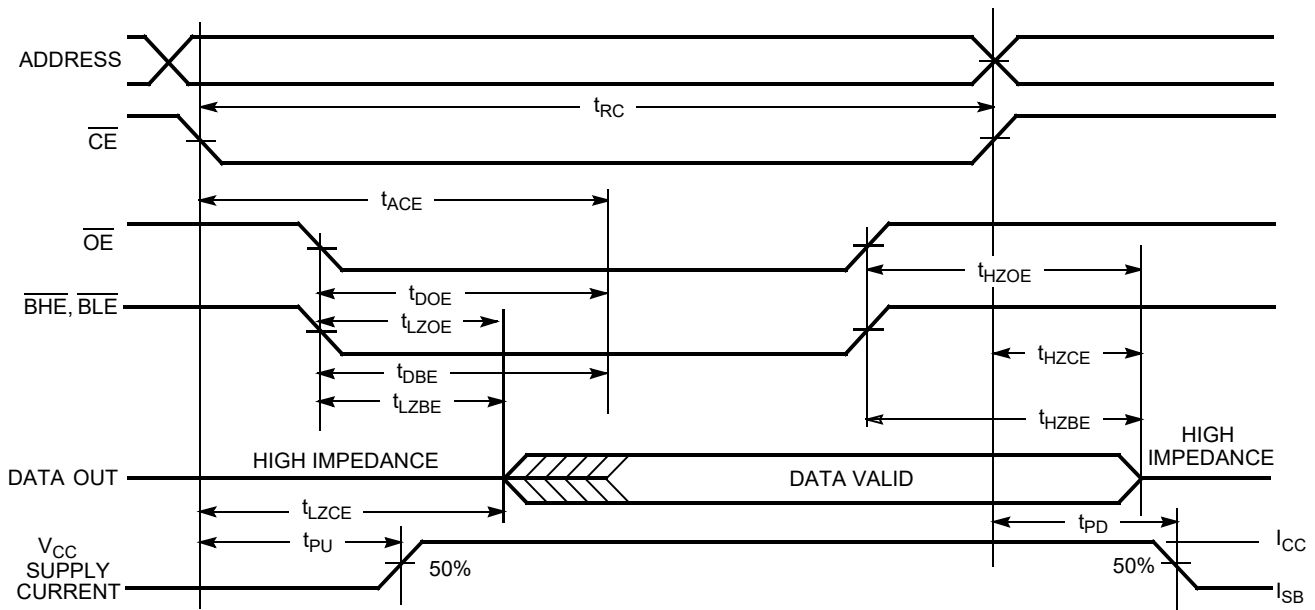 ADDRESS
tRC
CE
tACE
OE
tHZOE
tDOE
BHE, BLE
tLZOE
tHZCE
tDBE
tLZBE
tHZBE
HIGH
IMPEDANCE
HIGH IMPEDANCE
DATA OUT
DATA VALID
tLZCE
tPD
tPU
VCC
SUPPLY
CURRENT
50%
50%
ICC
ISB